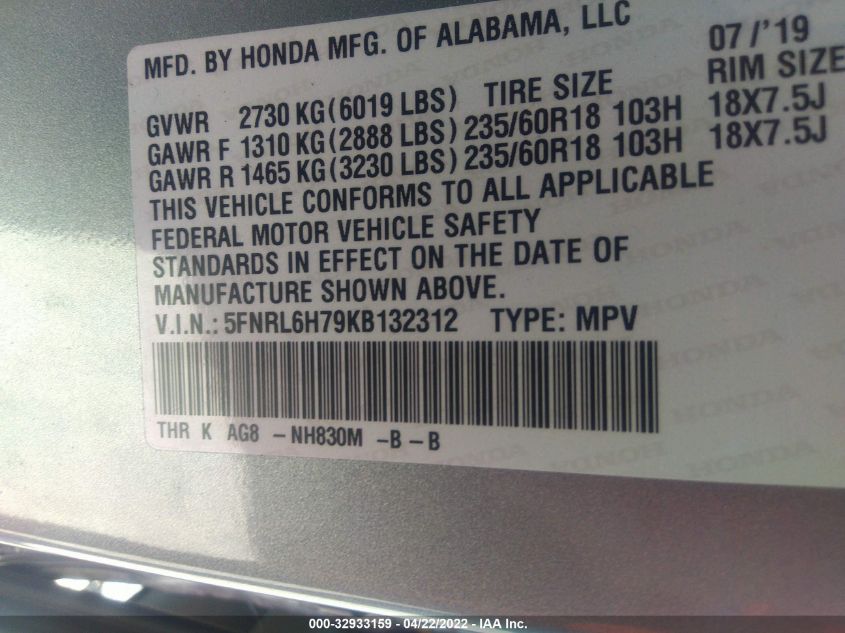 MFD. BY HONDA MFG. OF ALABAMA, LLC 07/'19
GVWR 2730 KG(6019 LBS) TIRE SIZE RIM SIZE
GAWR F 1310 KG(2888 LBS) 235/60R18 103H 18X7.5J
GAWR R 1465 KG(3230 LBS) 235/60R18 103H 18X7.5J
THIS VEHICLE CONFORMS TO ALL APPLICABLE
FEDERAL MOTOR VEHICLE SAFETY
STANDARDS IN EFFECT ON THE DATE OF
MANUFACTURE SHOWN ABOVE.
V.I.N.: 5FNRL6H79KB132312 TYPE: MPV
THR K AG8 - NH830M - B - B
000-32933159 - 04/22/2022 - IAA Inc.